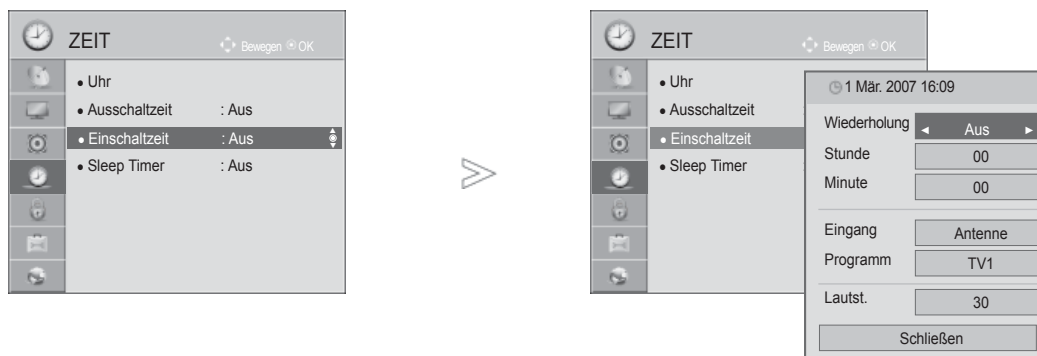 ZEIT
Bewegen OK
• Uhr
• Ausschaltzeit : Aus
• Einschaltzeit : Aus
• Sleep Timer : Aus
ZEIT
Bewegen OK
• Uhr
• Ausschaltzeit
• Einschaltzeit
• Sleep Timer
1 Mär. 2007 16:09
Wiederholung ◄ Aus ►
Stunde 00
Minute 00
Eingang Antenne
Programm TV1
Lautst. 30
Schließen